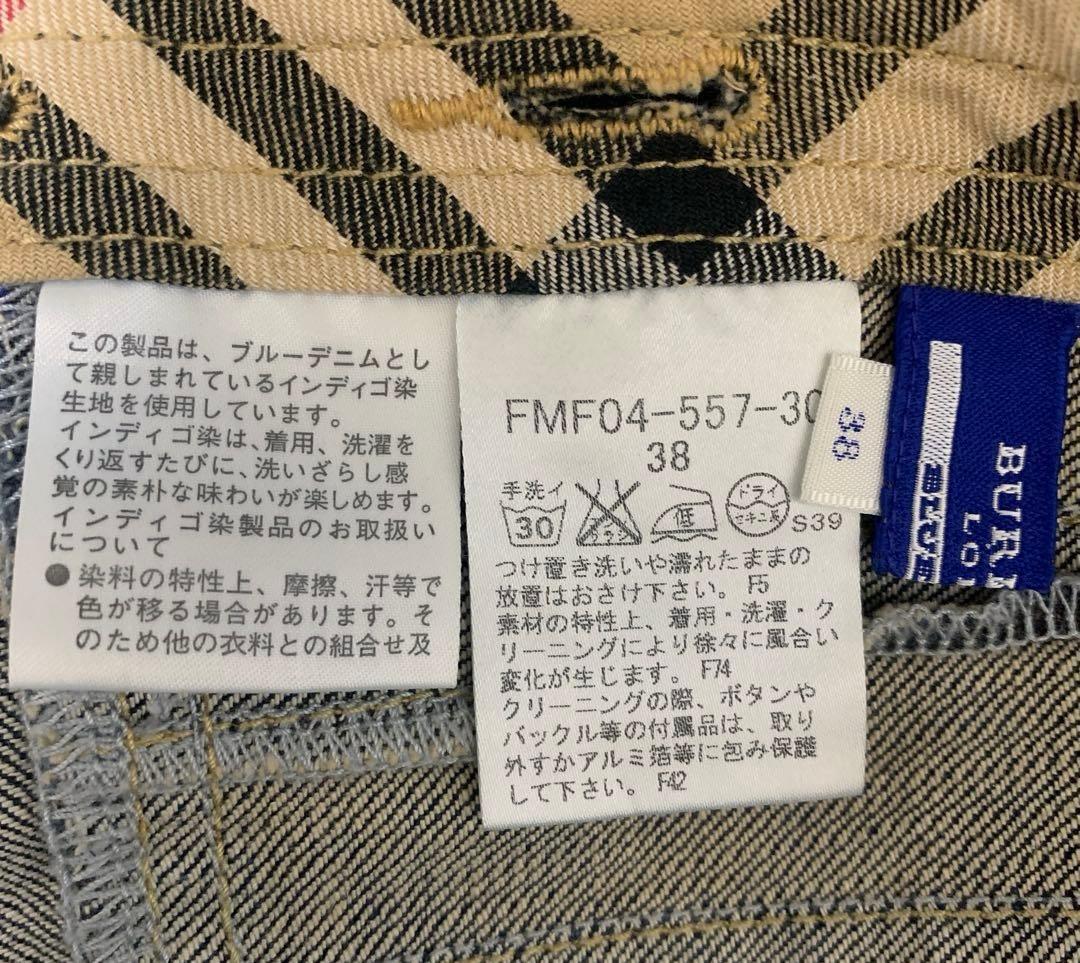 この製品は、ブルーデニムとし
て親しまれているインディゴ染
生地を使用しています。
インディゴ染は、着用、洗濯を
くり返すたびに、洗いざらし感
覚の素朴な味わいが楽しめます。
インディゴ染製品のお取扱い
について
●染料の特性上、摩擦、汗等で
色が移る場合があります。そ
のため他の衣料との組合せ及
FMF04-557-30
38
手洗イ
30
低
ドライ
S39
つけ置き洗いや濡れたままの
放置はおさけ下さい。 F5
素材の特性上、着用・洗濯・ク
リーニングにより徐々に風合い
変化が生じます。 F74
クリーニングの際、ボタンや
バックル等の付属品は、取り
外すかアルミ箔等に包み保護
して下さい。 F42
38
BUR
LO